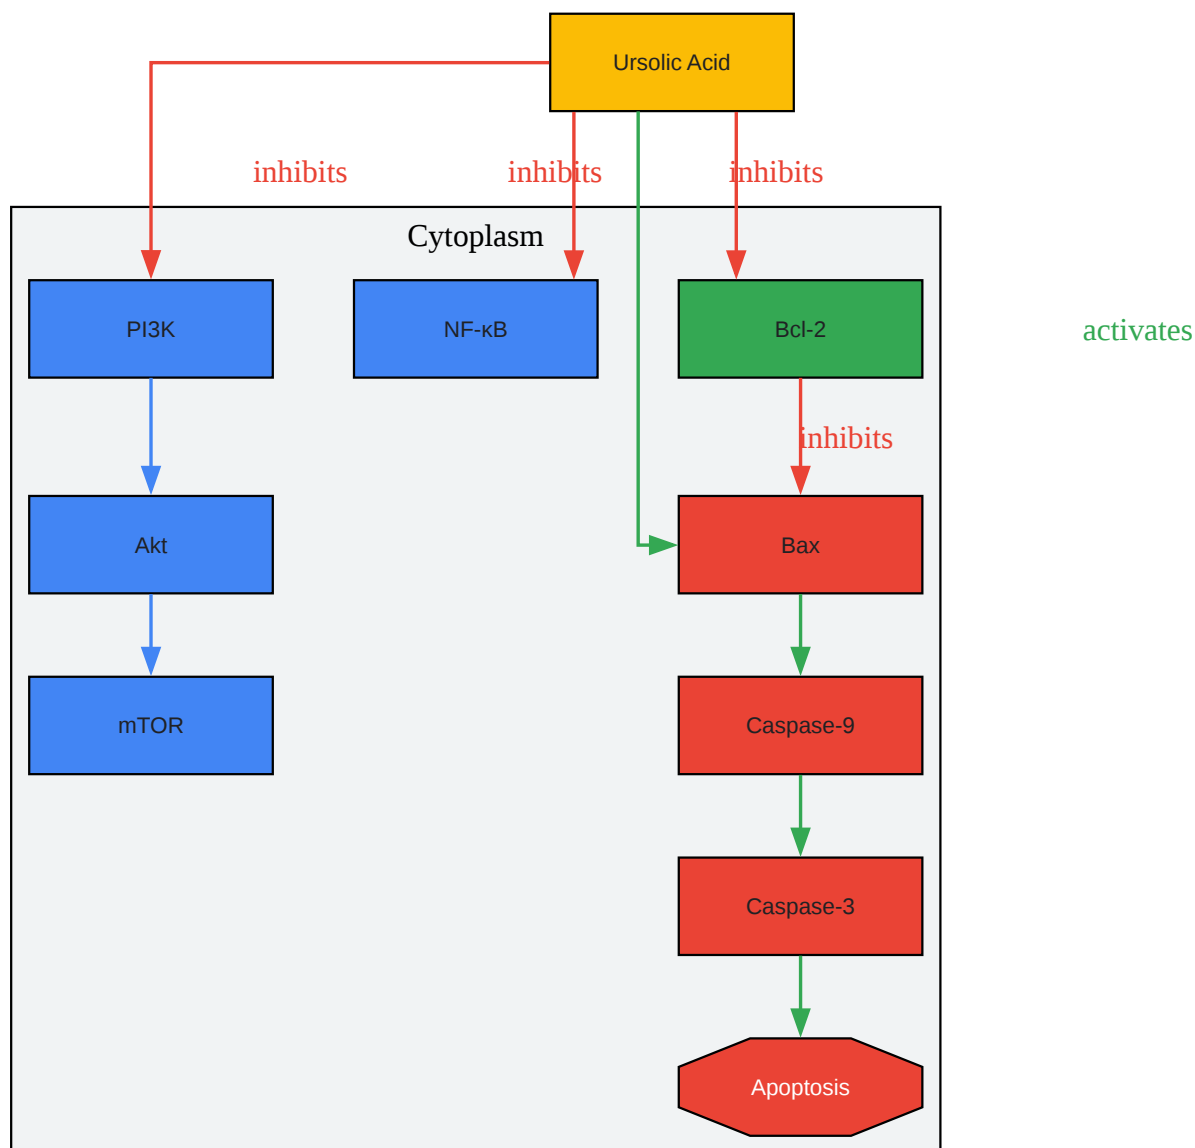 Ursolic Acid
inhibits
inhibits
inhibits
Cytoplasm
PI3K
NF-κB
Bcl-2
activates
inhibits
Akt
Bax
mTOR
Caspase-9
Caspase-3
Apoptosis